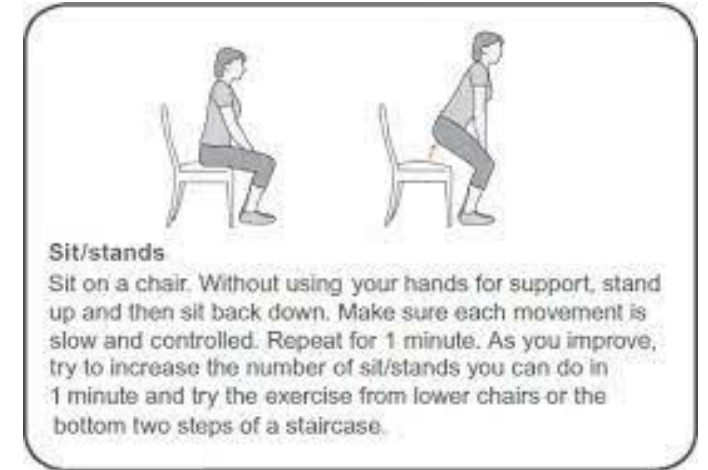 Sit/stands
Sit on a chair. Without using your hands for support, stand
up and then sit back down. Make sure each movement is
slow and controlled. Repeat for 1 minute. As you improve,
try to increase the number of sit/stands you can do in
1 minute and try the exercise from lower chairs or the
bottom two steps of a staircase.